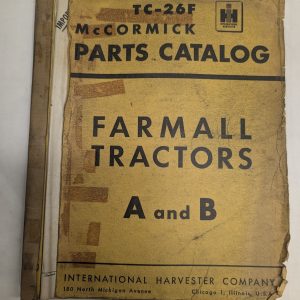 TC-26F
McCORMICK
PARTS CATALOG
FARMALL
TRACTORS
A and B
INTERNATIONAL HARVESTER COMPANY
180 North Michigan Avenue Chicago 1, Illinois, U.S.A.